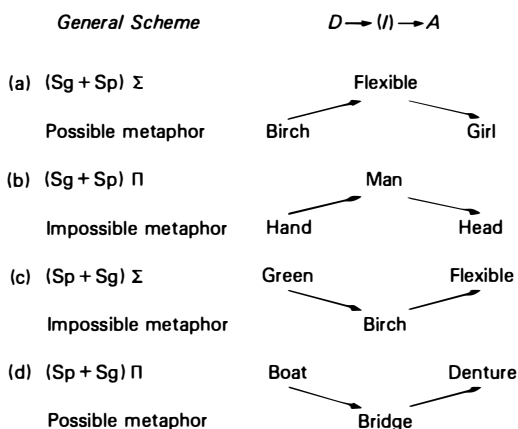 General Scheme D → (I) → A
(a) (Sg + Sp) Σ Flexible
Possible metaphor Birch Girl
(b) (Sg + Sp) Π Man
Impossible metaphor Hand Head
(c) (Sp + Sg) Σ Green Flexible
Impossible metaphor Birch
(d) (Sp + Sg) Π Boat Denture
Possible metaphor Bridge